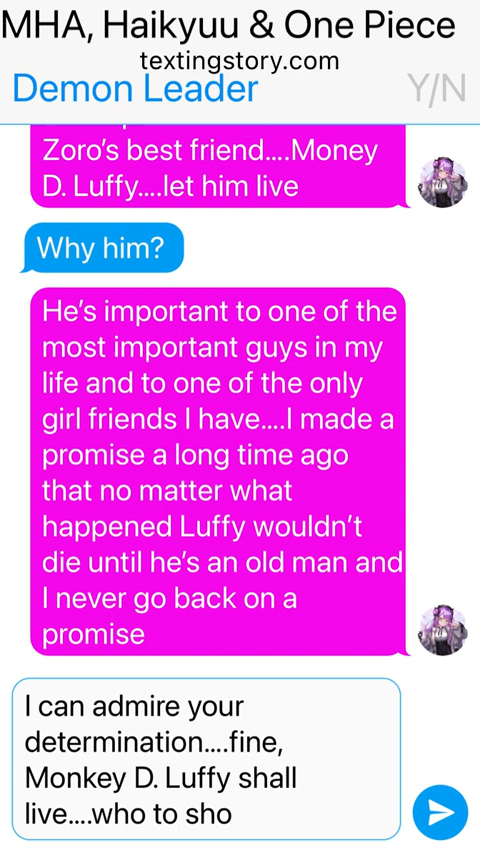 MHA, Haikyuu & One Piece
textingstory.com
Demon Leader
Y/N
Zoro's best friend....Money
D. Luffy....let him live
Why him?
He's important to one of the
most important guys in my
life and to one of the only
girl friends I have....I made a
promise a long time ago
that no matter what
happened Luffy wouldn't
die until he's an old man and
I never go back on a
promise
I can admire your
determination....fine,
Monkey D. Luffy shall
live....who to sho